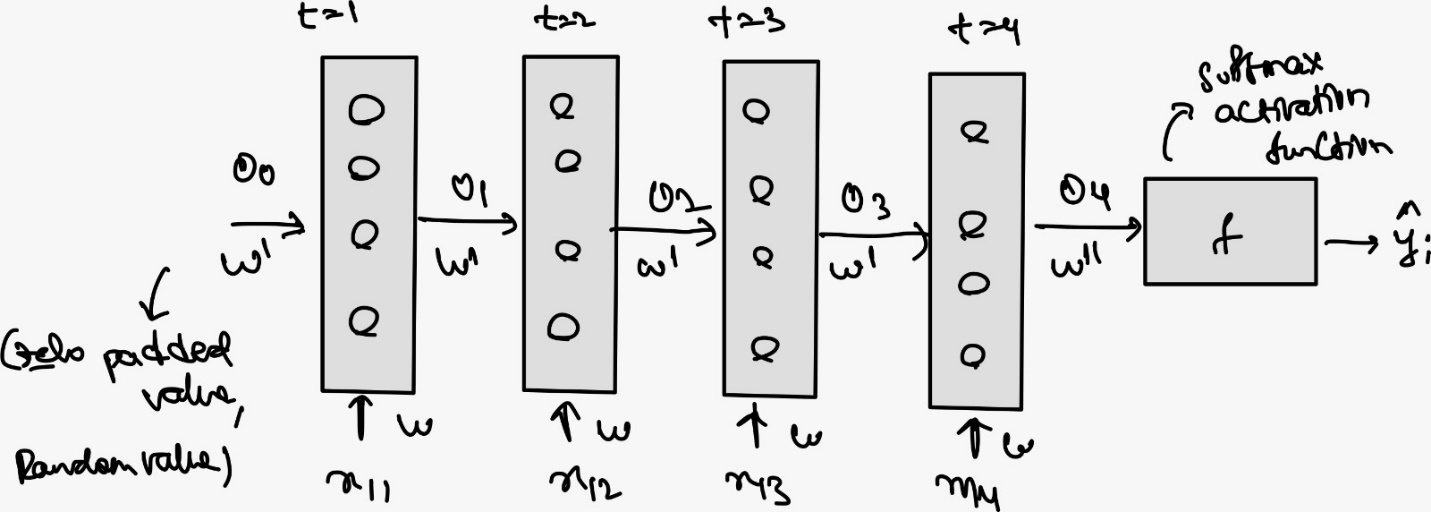 t=1
t=2
t=3
t=4
softmax
activation
function
O0
O1
O2
O3
O4
w'
w'
w'
w'
w''
f
ŷi
(zero padded
value,
Random value)
w
w
w
w
x11
x12
x13
x14